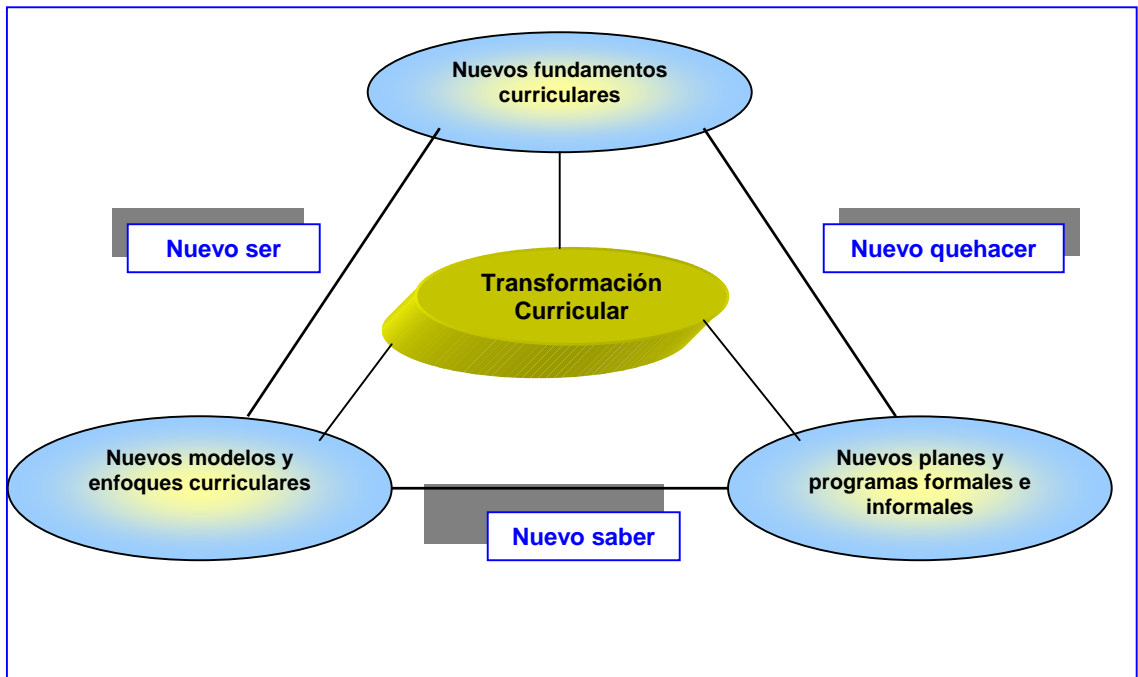 Nuevos fundamentos
curriculares
Nuevo ser
Nuevo quehacer
Transformación
Curricular
Nuevos modelos y
enfoques curriculares
Nuevos planes y
programas formales e
informales
Nuevo saber